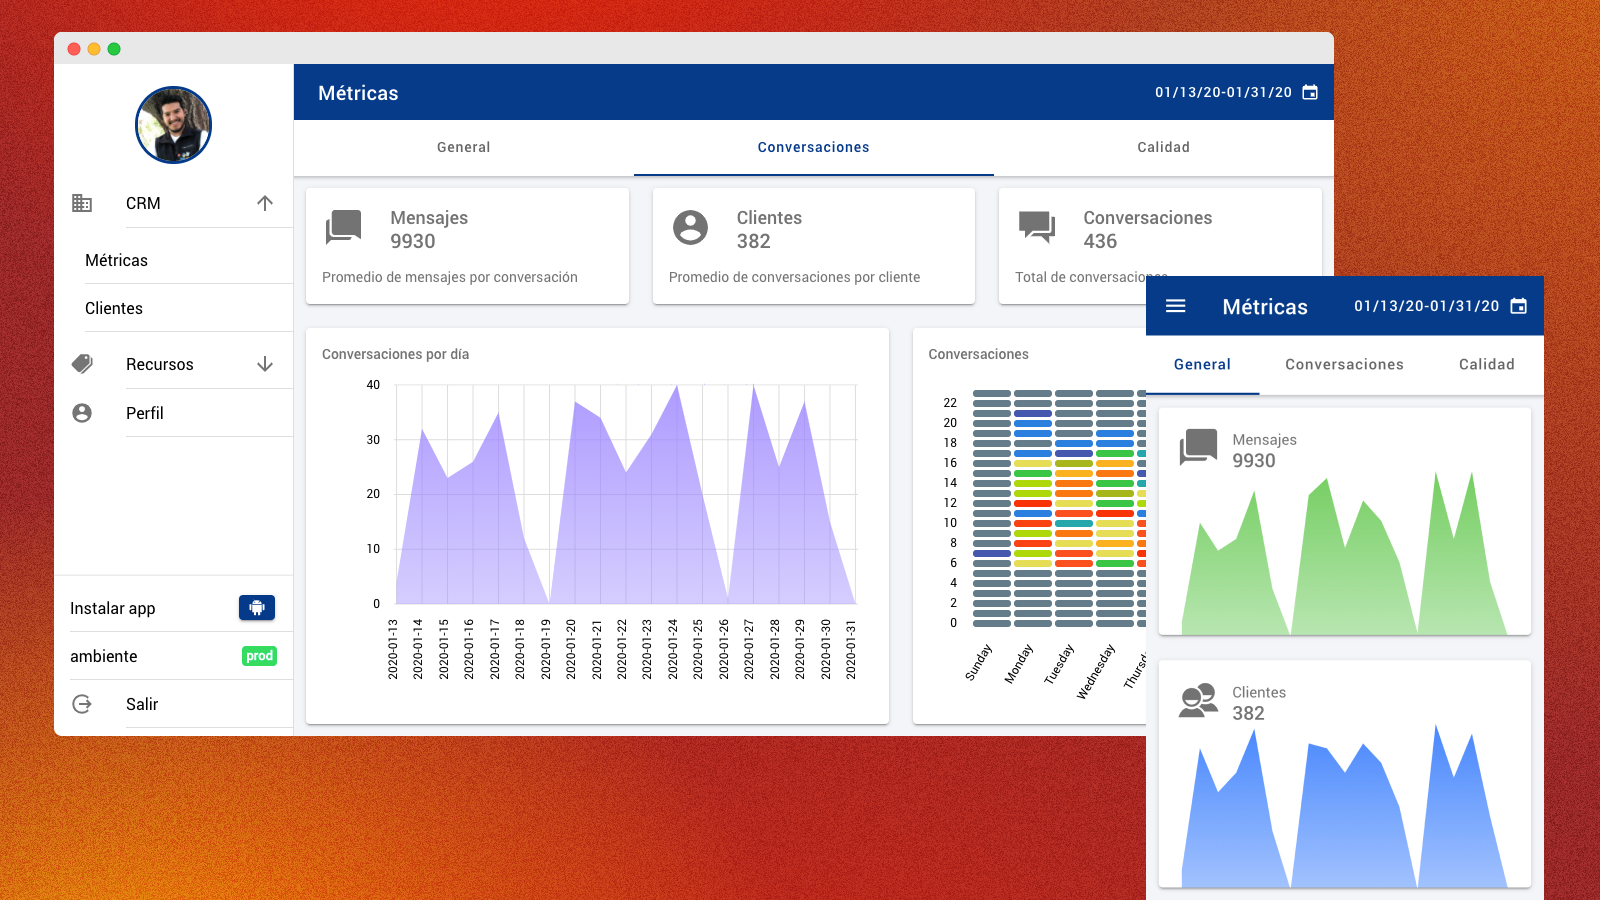 CRM
Métricas
Clientes
Recursos
Perfil
Instalar app
ambiente
prod
Salir
Métricas
01/13/20-01/31/20
General
Conversaciones
Calidad
Mensajes
9930
Promedio de mensajes por conversación
Clientes
382
Promedio de conversaciones por cliente
Conversaciones
436
Total de conversaciones
Conversaciones por día
40
30
20
10
0
2020-01-13
2020-01-14
2020-01-15
2020-01-16
2020-01-17
2020-01-18
2020-01-19
2020-01-20
2020-01-21
2020-01-22
2020-01-23
2020-01-24
2020-01-25
2020-01-26
2020-01-27
2020-01-28
2020-01-29
2020-01-30
2020-01-31
Conversaciones
22
20
18
16
14
12
10
8
6
4
2
0
Sunday
Monday
Tuesday
Wednesday
Thursd
Métricas
01/13/20-01/31/20
General
Conversaciones
Calidad
Mensajes
9930
Clientes
382